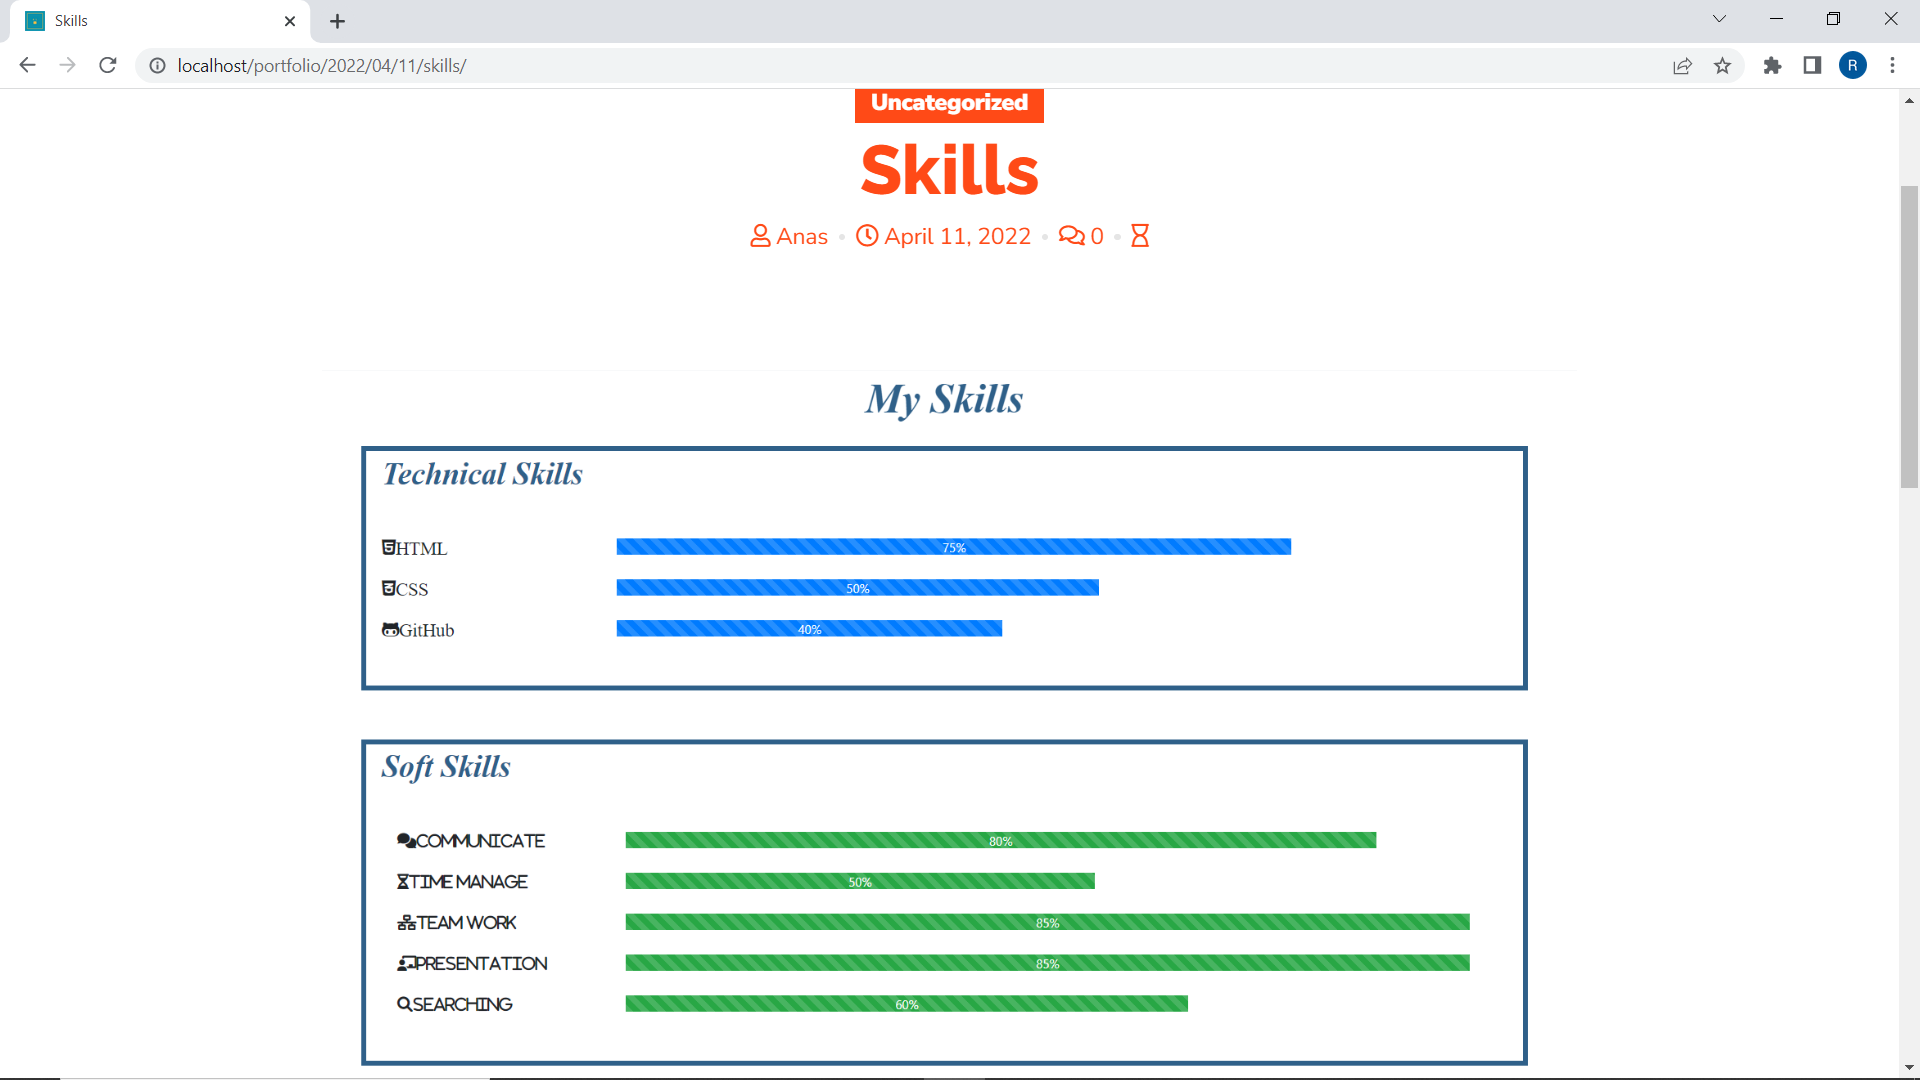 Skills
localhost/portfolio/2022/04/11/skills/
R
Uncategorized
Skills
Anas • April 11, 2022 • 0 •
My Skills
Technical Skills
HTML 75%
CSS 50%
GitHub 40%
Soft Skills
COMMUNICATE 80%
TIME MANAGE 50%
TEAM WORK 85%
PRESENTATION 85%
SEARCHING 60%